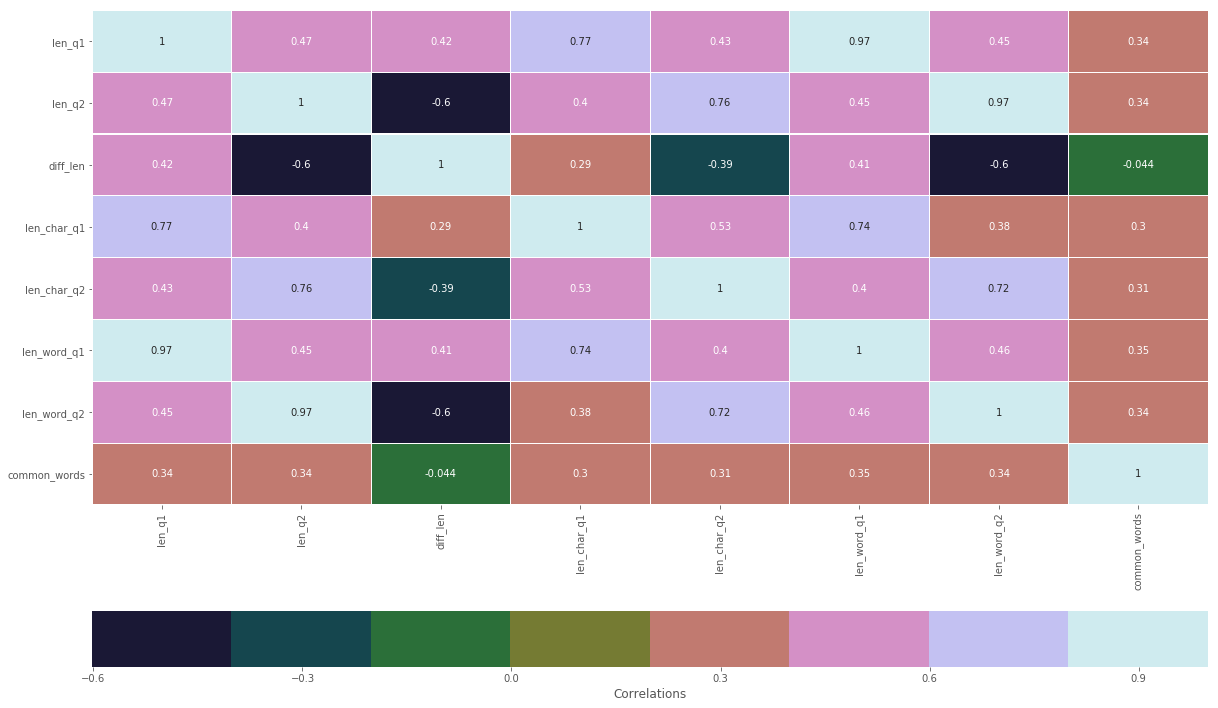 len_q1 1 0.47 0.42 0.77 0.43 0.97 0.45 0.34
len_q2 0.47 1 -0.6 0.4 0.76 0.45 0.97 0.34
diff_len 0.42 -0.6 1 0.29 -0.39 0.41 -0.6 -0.044
len_char_q1 0.77 0.4 0.29 1 0.53 0.74 0.38 0.3
len_char_q2 0.43 0.76 -0.39 0.53 1 0.4 0.72 0.31
len_word_q1 0.97 0.45 0.41 0.74 0.4 1 0.46 0.35
len_word_q2 0.45 0.97 -0.6 0.38 0.72 0.46 1 0.34
common_words 0.34 0.34 -0.044 0.3 0.31 0.35 0.34 1
len_q1 len_q2 diff_len len_char_q1 len_char_q2 len_word_q1 len_word_q2 common_words
−0.6 −0.3 0.0 0.3 0.6 0.9
Correlations